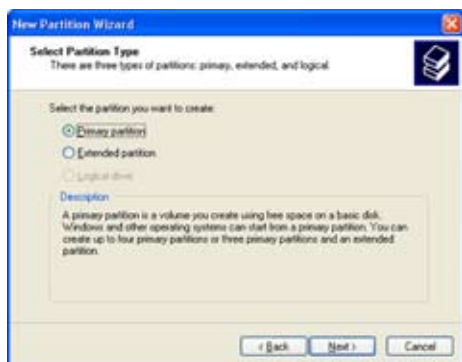 New Partition Wizard
Select Partition Type
There are three types of partitions: primary, extended, and logical.
Select the partition you want to create:
Primary partition
Extended partition
Logical drive
Description
A primary partition is a volume you create using free space on a basic disk.
Windows and other operating systems can start from a primary partition. You can
create up to four primary partitions or three primary partitions and an extended
partition.
< Back
Next >
Cancel